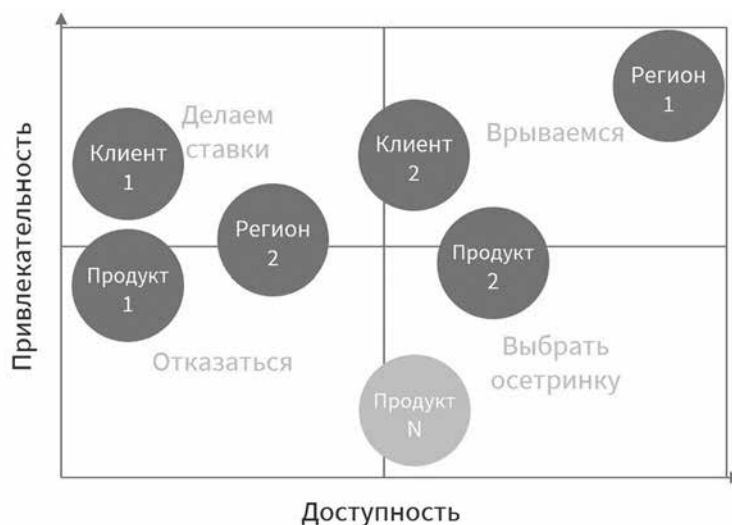 Привлекательность
Регион
1
Делаем
ставки
Врываемся
Клиент
1
Клиент
2
Регион
2
Продукт
1
Продукт
2
Отказаться
Выбрать
осетринку
Продукт
N
Доступность